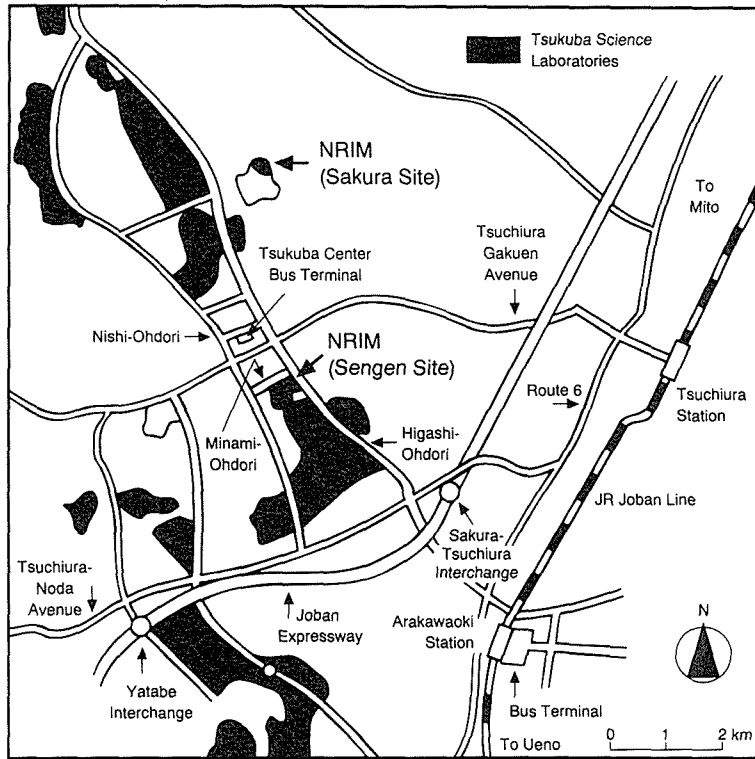 Tsukuba Science
Laboratories
NRIM
(Sakura Site)
To
Mito
Tsukuba Center
Bus Terminal
Tsuchiura
Gakuen
Avenue
Nishi-Ohdori
NRIM
(Sengen Site)
Route 6
Tsuchiura
Station
Minami-
Ohdori
Higashi-
Ohdori
JR Joban Line
Sakura-
Tsuchiura
Interchange
Tsuchiura-
Noda
Avenue
Joban
Expressway
Arakawaoki
Station
N
Yatabe
Interchange
Bus Terminal
To Ueno
0 1 2 km